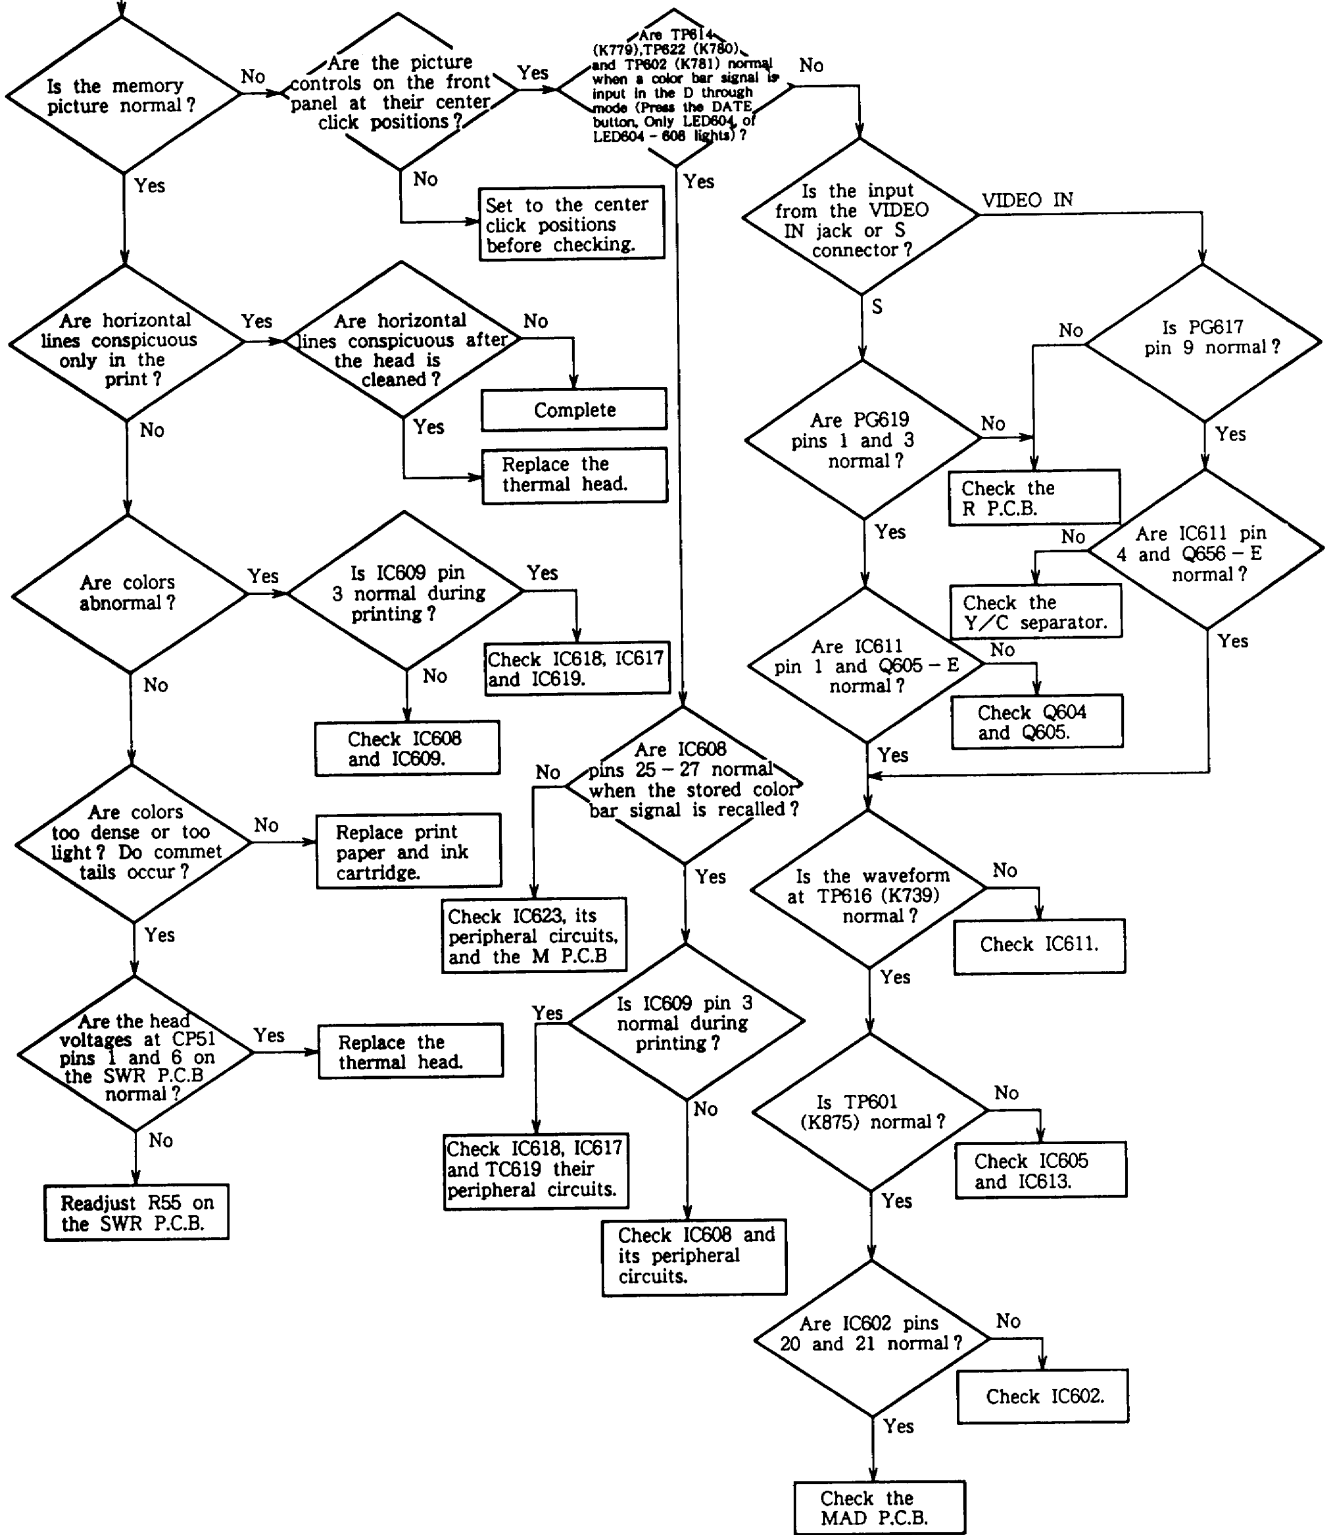 Is the memory
picture normal ?
No
Yes
Are the picture
controls on the front
panel at their center
click positions ?
Yes
No
Set to the center
click positions
before checking.
Are TP614
(K779),TP622 (K780)
and TP602 (K781) normal
when a color bar signal is
input in the D through
mode (Press the DATE
button, Only LED604 of
LED604 - 608 lights) ?
No
Yes
Is the input
from the VIDEO
IN jack or S
connector ?
VIDEO IN
S
Are horizontal
lines conspicuous
only in the
print ?
Yes
No
Are horizontal
lines conspicuous after
the head is
cleaned ?
No
Complete
Yes
Replace the
thermal head.
Is PG617
pin 9 normal ?
No
Yes
Are PG619
pins 1 and 3
normal ?
No
Yes
Check the
R P.C.B.
Are IC611 pin
4 and Q656 - E
normal ?
No
Yes
Check the
Y/C separator.
Are colors
abnormal ?
Yes
No
Is IC609 pin
3 normal during
printing ?
Yes
No
Check IC618, IC617
and IC619.
Check IC608
and IC609.
Are IC611
pin 1 and Q605 - E
normal ?
No
Yes
Check Q604
and Q605.
Are IC608
pins 25 - 27 normal
when the stored color
bar signal is recalled ?
No
Yes
Check IC623, its
peripheral circuits,
and the M P.C.B
Are colors
too dense or too
light ? Do commet
tails occur ?
No
Yes
Replace print
paper and ink
cartridge.
Is the waveform
at TP616 (K739)
normal ?
No
Yes
Check IC611.
Are the head
voltages at CP51
pins 1 and 6 on
the SWR P.C.B
normal ?
Yes
No
Replace the
thermal head.
Readjust R55 on
the SWR P.C.B.
Is IC609 pin 3
normal during
printing ?
Yes
No
Check IC618, IC617
and TC619 their
peripheral circuits.
Check IC608 and
its peripheral
circuits.
Is TP601
(K875) normal ?
No
Yes
Check IC605
and IC613.
Are IC602 pins
20 and 21 normal ?
No
Yes
Check IC602.
Check the
MAD P.C.B.